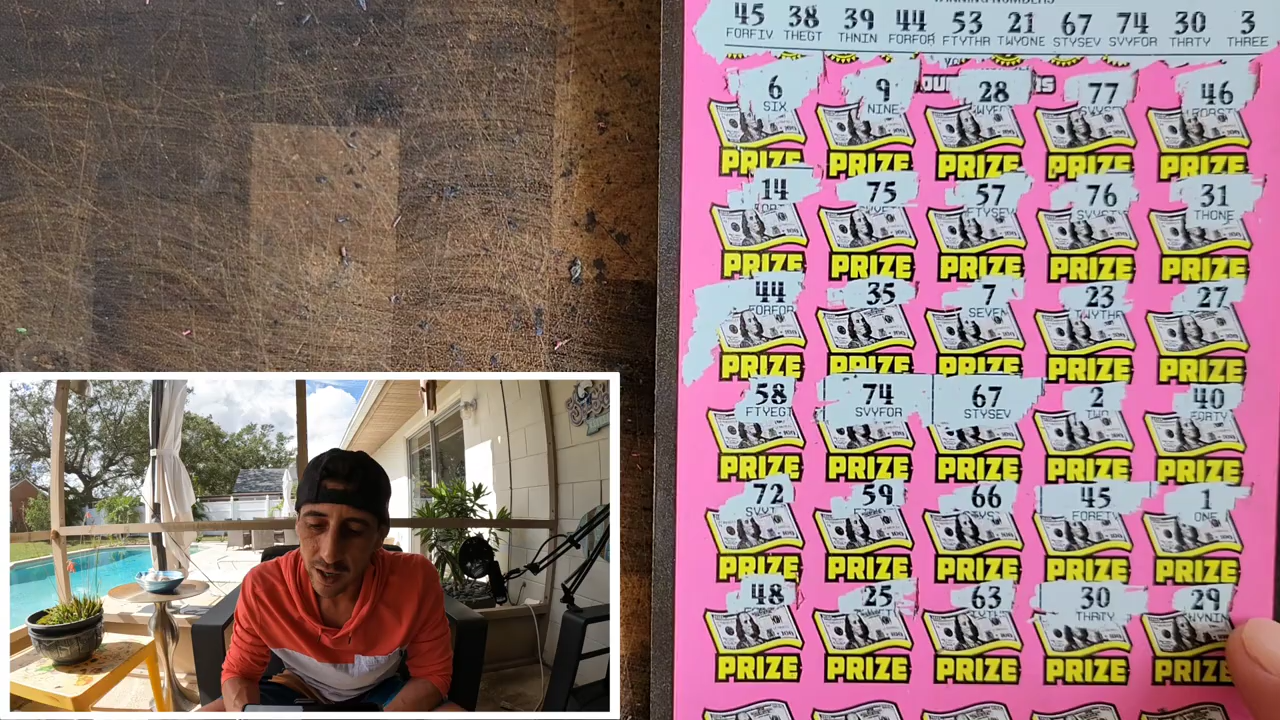 45 38 39 44 53 21 67 74 30 3
FORFIV THEGT THNIN FORFOR FTYTHR TWYONE STYSEV SVYFOR THRTY THREE
6 9 28 77 46
SIX NINE
PRIZE PRIZE PRIZE PRIZE PRIZE
14 75 57 76 31
FTYSEV THONE
PRIZE PRIZE PRIZE PRIZE PRIZE
44 35 7 23 27
FORFOR SEVEN TWYTHR
PRIZE PRIZE PRIZE PRIZE PRIZE
58 74 67 2 40
FTYEGT SVYFOR STYSEV TWO FORTY
PRIZE PRIZE PRIZE PRIZE PRIZE
72 59 66 45 1
ONE
PRIZE PRIZE PRIZE PRIZE PRIZE
48 25 63 30 29
THRTY
PRIZE PRIZE PRIZE PRIZE PRIZE